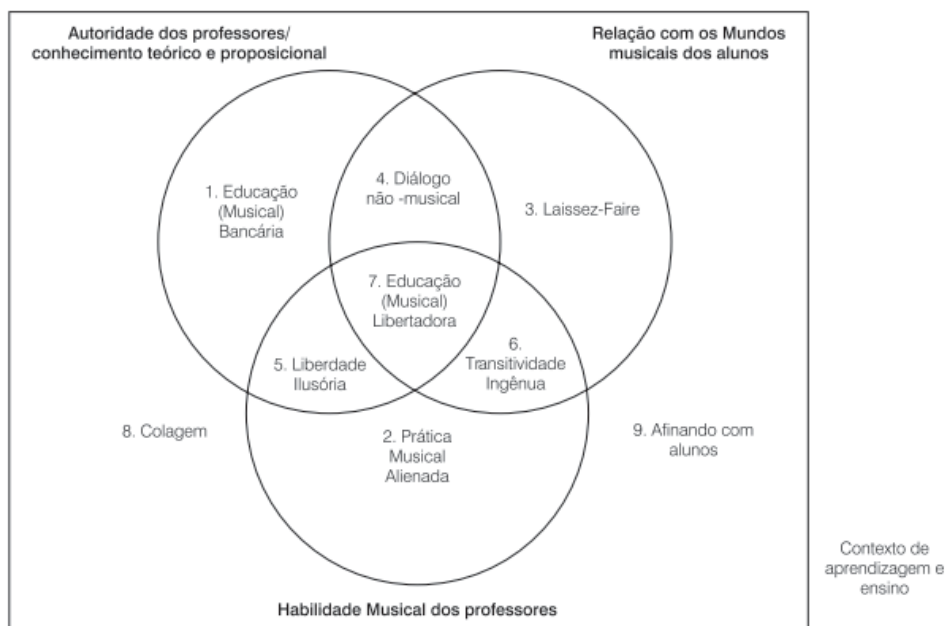 Autoridade dos professores/
conhecimento teórico e proposicional
Relação com os Mundos
musicais dos alunos
1. Educação
(Musical)
Bancária
4. Diálogo
não -musical
3. Laissez-Faire
7. Educação
(Musical)
Libertadora
5. Liberdade
Ilusória
6.
Transitividade
Ingênua
8. Colagem
2. Prática
Musical
Alienada
9. Afinando com
alunos
Contexto de
aprendizagem e
ensino
Habilidade Musical dos professores